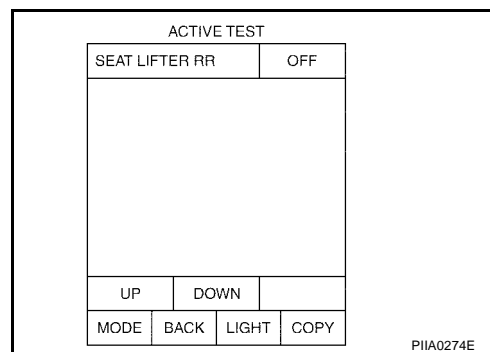 ACTIVE TEST
SEAT LIFTER RR OFF
UP DOWN
MODE BACK LIGHT COPY
PIIA0274E